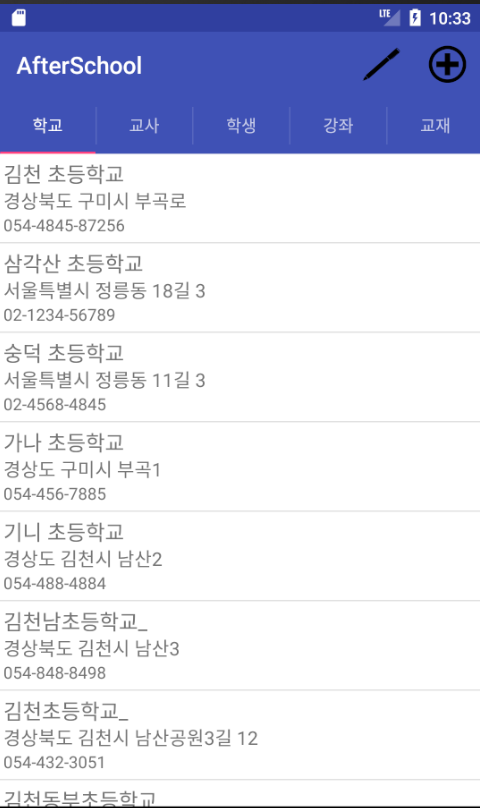 LTE 10:33
AfterSchool
학교 교사 학생 강좌 교재
김천 초등학교
경상북도 구미시 부곡로
054-4845-87256
삼각산 초등학교
서울특별시 정릉동 18길 3
02-1234-56789
숭덕 초등학교
서울특별시 정릉동 11길 3
02-4568-4845
가나 초등학교
경상도 구미시 부곡1
054-456-7885
기니 초등학교
경상도 김천시 남산2
054-488-4884
김천남초등학교_
경상북도 김천시 남산3
054-848-8498
김천초등학교_
경상북도 김천시 남산공원3길 12
054-432-3051
김천동부초등학교